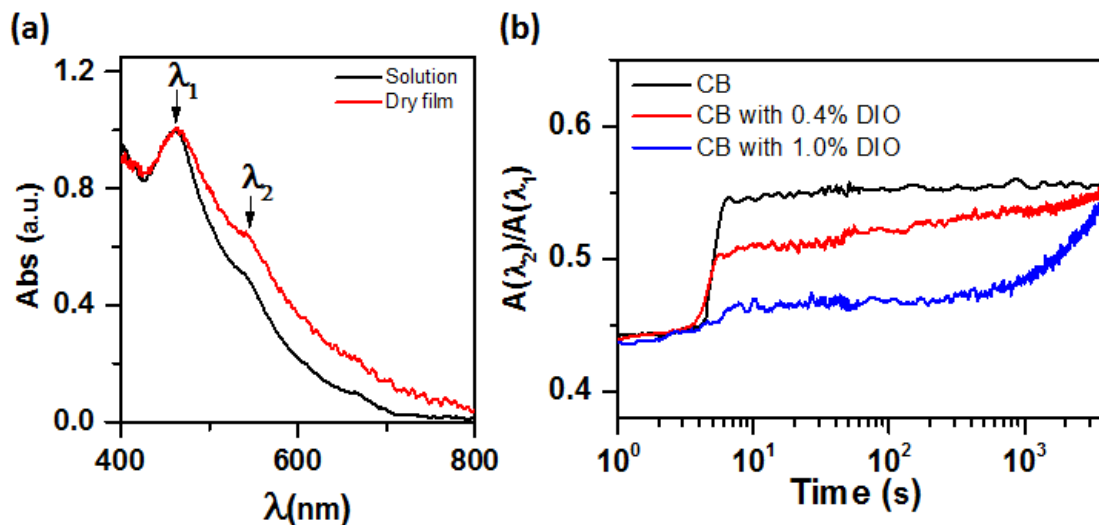 (a)
1.2
0.8
0.4
0.0
Abs (a.u.)
λ1
λ2
Solution
Dry film
400
600
800
λ(nm)
(b)
0.6
0.5
0.4
A(λ2)/A(λ1)
CB
CB with 0.4% DIO
CB with 1.0% DIO
10^0
10^1
10^2
10^3
Time (s)